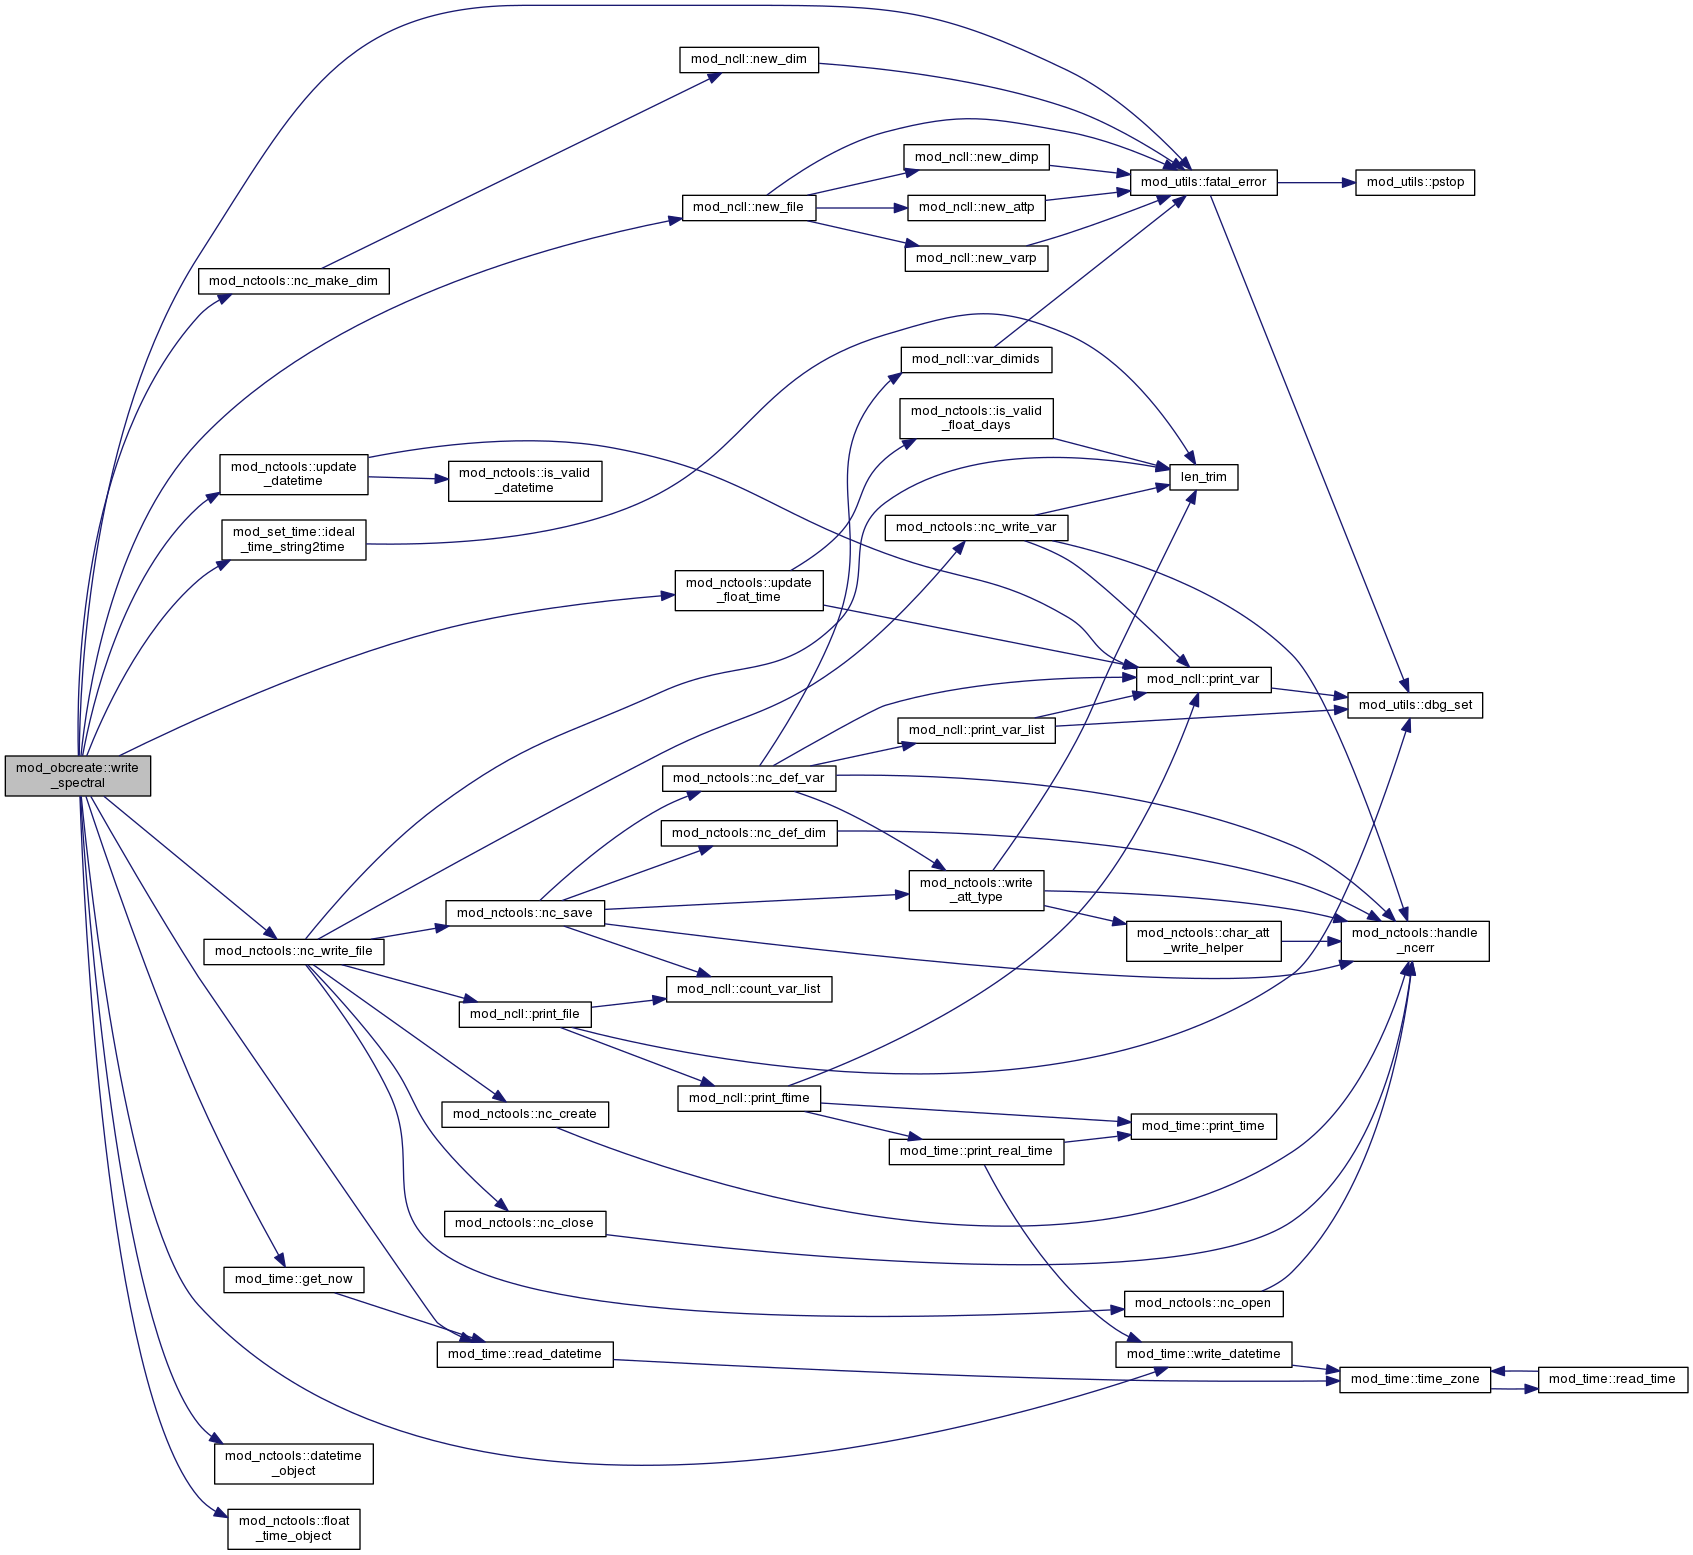 mod_ncll::new_dim
mod_ncll::new_dimp
mod_utils::fatal_error
mod_utils::pstop
mod_ncll::new_file
mod_ncll::new_attp
mod_ncll::new_varp
mod_nctools::nc_make_dim
mod_ncll::var_dimids
mod_nctools::is_valid
_float_days
mod_nctools::update
_datetime
mod_nctools::is_valid
_datetime
len_trim
mod_set_time::ideal
_time_string2time
mod_nctools::nc_write_var
mod_nctools::update
_float_time
mod_ncll::print_var
mod_utils::dbg_set
mod_ncll::print_var_list
mod_obcreate::write
_spectral
mod_nctools::nc_def_var
mod_nctools::nc_def_dim
mod_nctools::write
_att_type
mod_nctools::nc_save
mod_nctools::char_att
_write_helper
mod_nctools::handle
_ncerr
mod_nctools::nc_write_file
mod_ncll::count_var_list
mod_ncll::print_file
mod_ncll::print_ftime
mod_nctools::nc_create
mod_time::print_time
mod_time::print_real_time
mod_nctools::nc_close
mod_time::get_now
mod_nctools::nc_open
mod_time::read_datetime
mod_time::write_datetime
mod_time::time_zone
mod_time::read_time
mod_nctools::datetime
_object
mod_nctools::float
_time_object